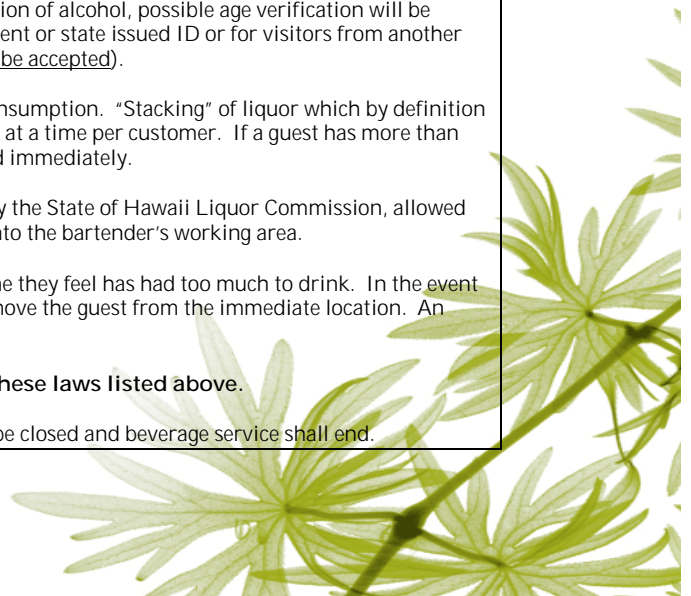 ion of alcohol, possible age verification will be
ent or state issued ID or for visitors from another
be accepted).
nsumption.  “Stacking” of liquor which by definition
at a time per customer.  If a guest has more than
d immediately.
y the State of Hawaii Liquor Commission, allowed
nto the bartender’s working area.
ne they feel has had too much to drink.  In the event
move the guest from the immediate location.  An
hese laws listed above.
be closed and beverage service shall end.